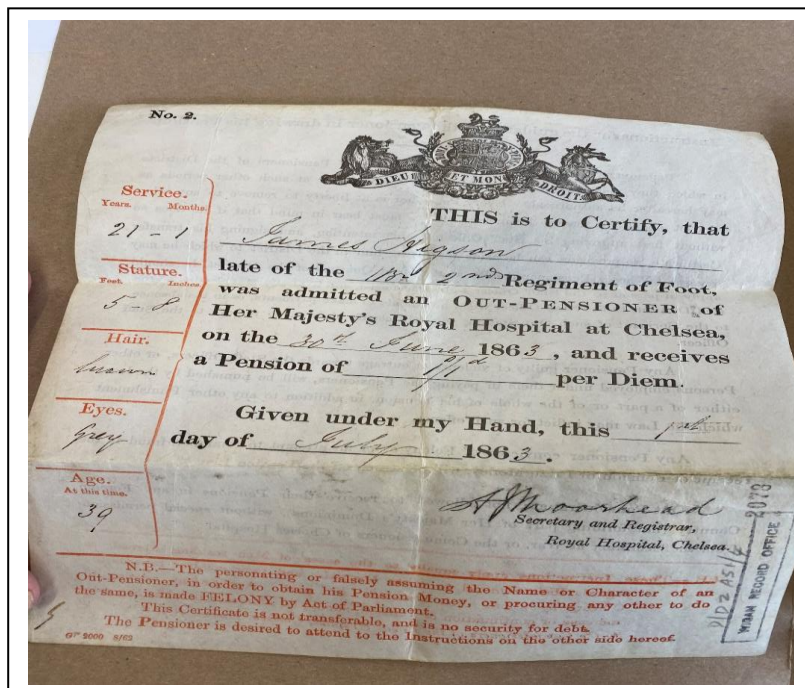 No. 2.
DIEU ET MON DROIT
THIS is to Certify, that
James Higson
late of the 2nd Regiment of Foot,
was admitted an OUT-PENSIONER of
Her Majesty's Royal Hospital at Chelsea,
on the 30th June 1863, and receives
a Pension of per Diem.
Given under my Hand, this
day of July 1863.
Service.
Years. Months.
21 - 1
Stature.
Feet. Inches.
5 - 8
Hair.
brown
Eyes.
Grey
Age.
At this time.
39
A J Moorhead
Secretary and Registrar,
Royal Hospital, Chelsea.
N.B.—The personating or falsely assuming the Name or Character of an
Out-Pensioner, in order to obtain his Pension Money, or procuring any other to do
the same, is made FELONY by Act of Parliament.
This Certificate is not transferable, and is no security for debt.
The Pensioner is desired to attend to the Instructions on the other side hereof.
2000 8/62
WIGAN RECORD OFFICE